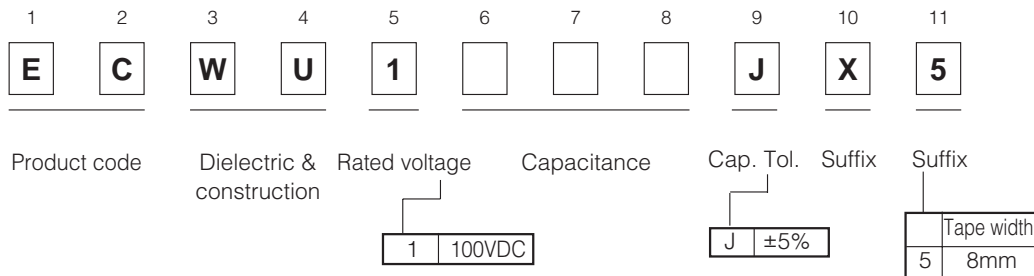 1 2 3 4 5 6 7 8 9 10 11
E C W U 1 J X 5
Product code Dielectric & Rated voltage Capacitance Cap. Tol. Suffix Suffix
construction
Tape width
1 100VDC J ±5%
5 8mm